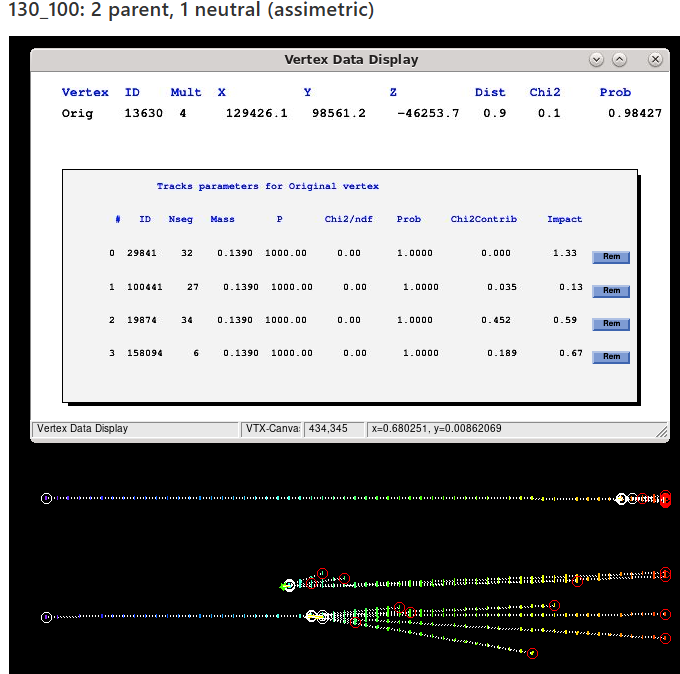 130_100: 2 parent, 1 neutral (assimetric)
Vertex Data Display
Vertex ID Mult X Y Z Dist Chi2 Prob
Orig 13630 4 129426.1 98561.2 -46253.7 0.9 0.1 0.98427
Tracks parameters for Original vertex
# ID Nseg Mass P Chi2/ndf Prob Chi2Contrib Impact
0 29841 32 0.1390 1000.00 0.00 1.0000 0.000 1.33 Rem
1 100441 27 0.1390 1000.00 0.00 1.0000 0.035 0.13 Rem
2 19874 34 0.1390 1000.00 0.00 1.0000 0.452 0.59 Rem
3 158094 6 0.1390 1000.00 0.00 1.0000 0.189 0.67 Rem
Vertex Data Display VTX-Canva: 434,345 x=0.680251, y=0.00862069